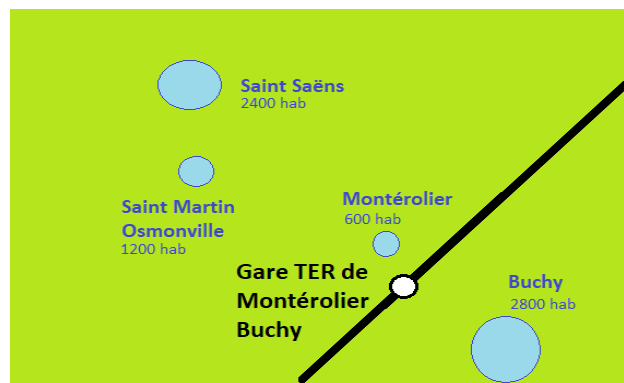 Saint Saëns
2400 hab
Saint Martin
Osmonville
1200 hab
Montérolier
600 hab
Gare TER de
Montérolier
Buchy
Buchy
2800 hab